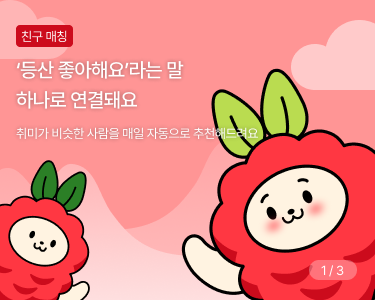 친구 매칭
‘등산 좋아해요’라는 말
하나로 연결돼요
취미가 비슷한 사람을 매일 자동으로 추천해드려요.
1 / 3